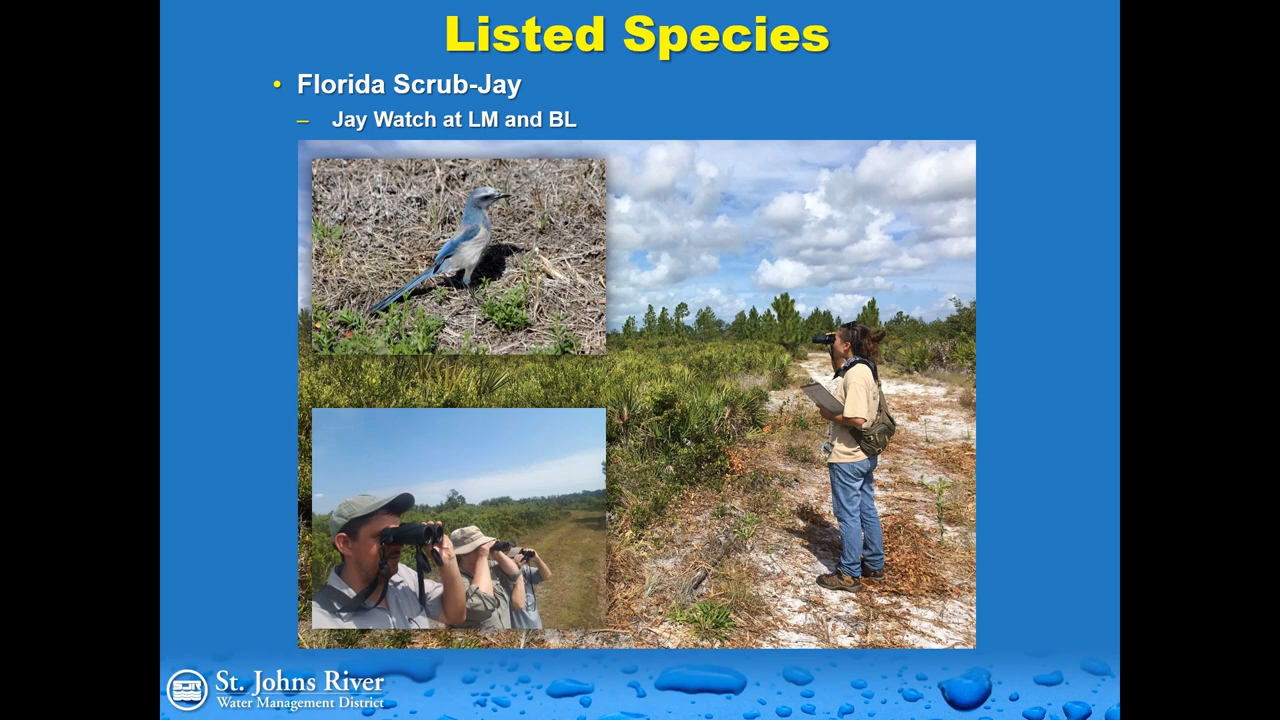 Listed Species
• Florida Scrub-Jay
– Jay Watch at LM and BL
St. Johns River
Water Management District